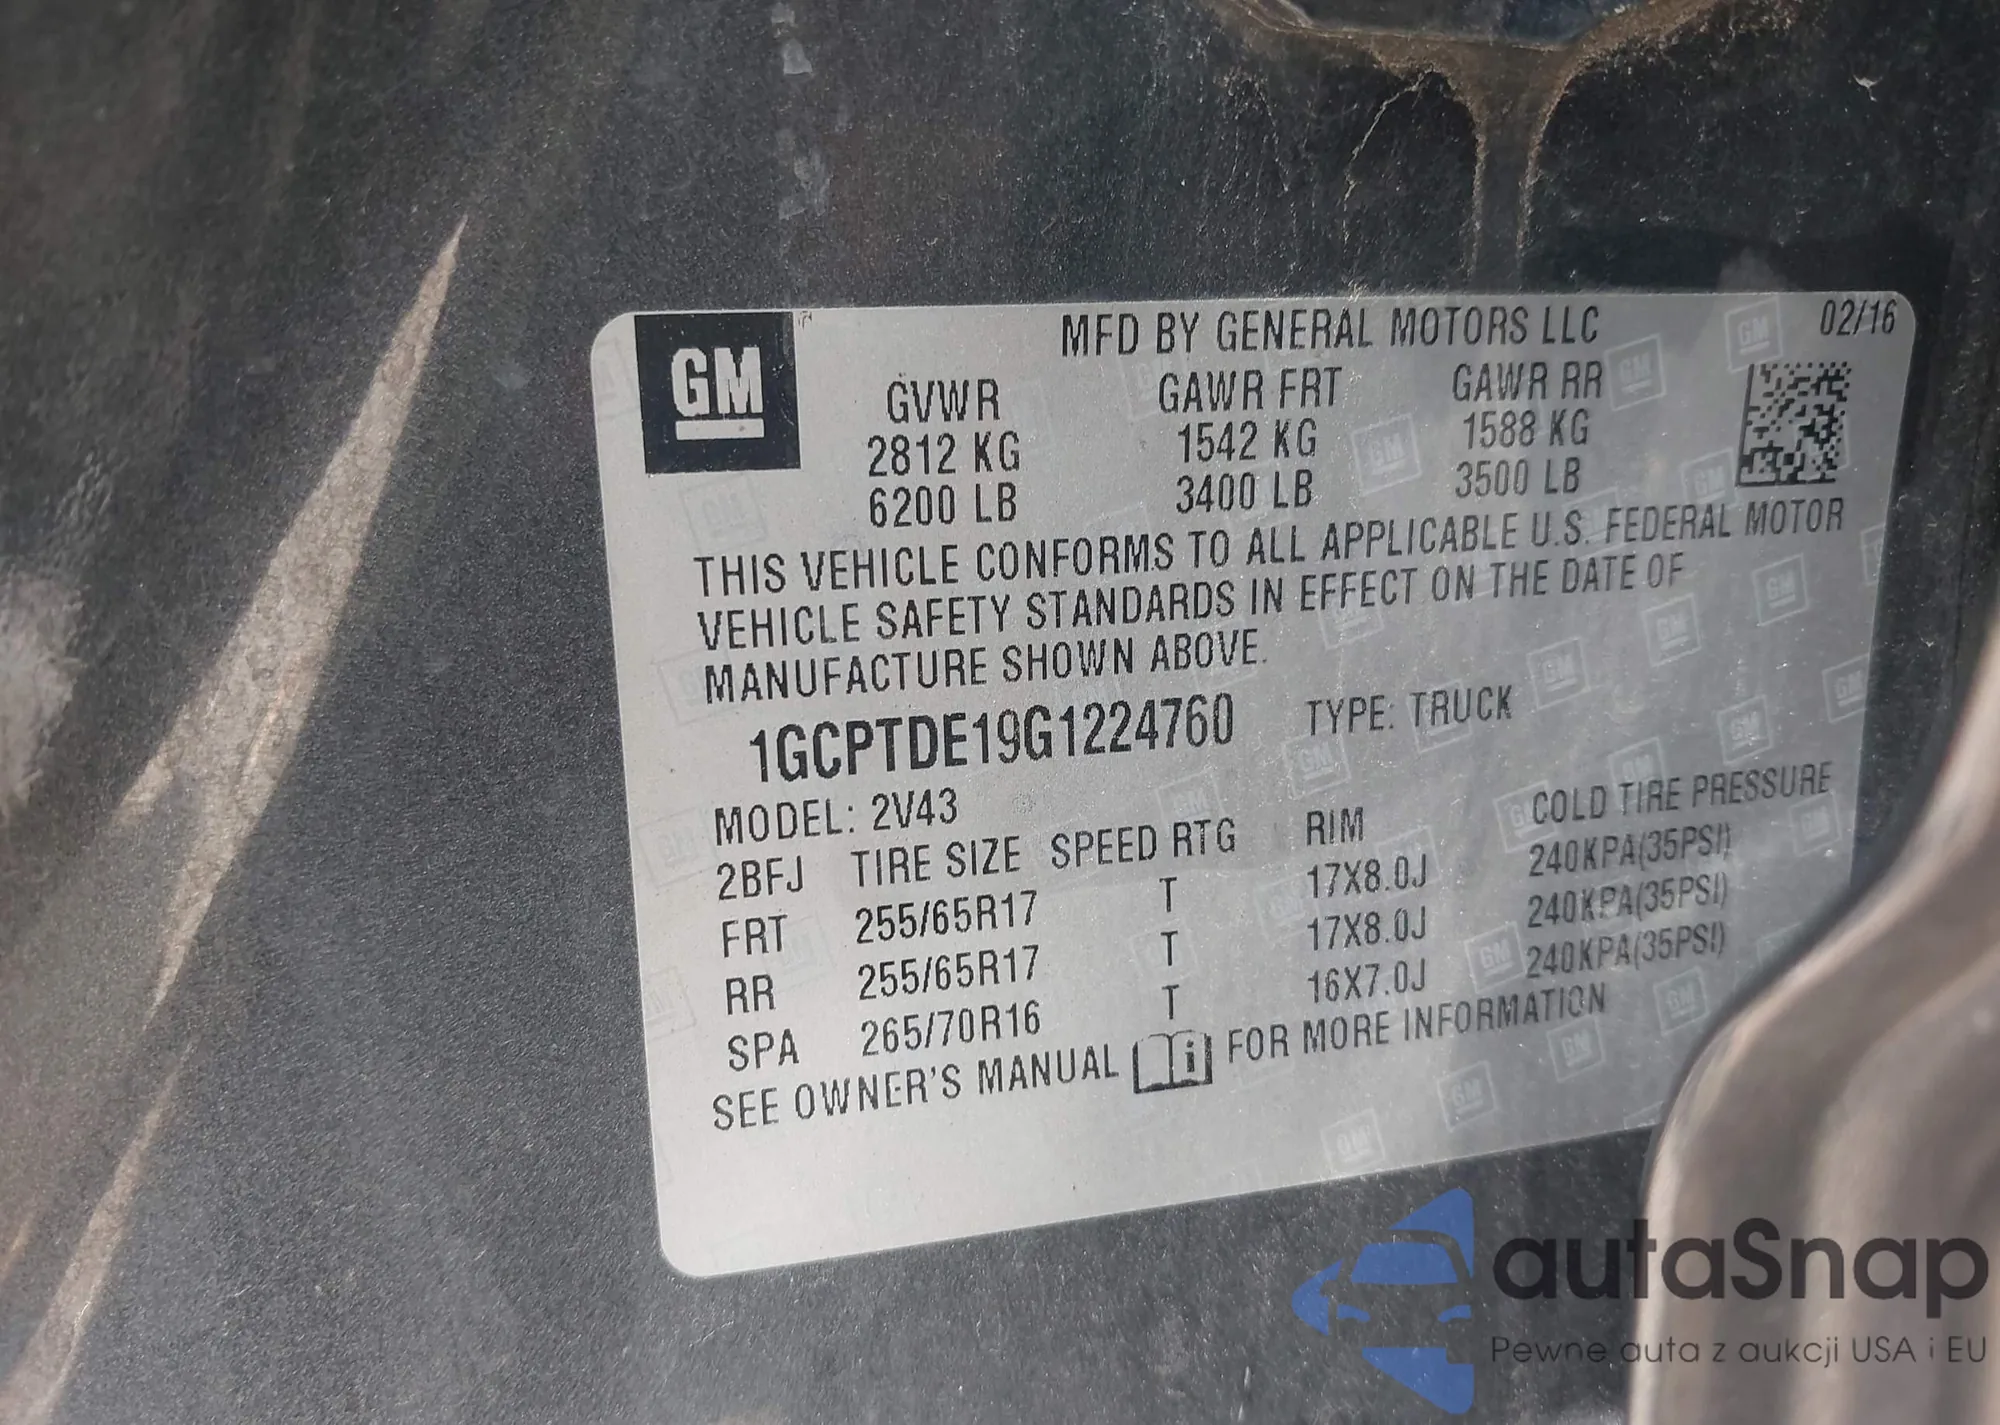 GM
MFD BY GENERAL MOTORS LLC 02/16
GVWR GAWR FRT GAWR RR
2812 KG 1542 KG 1588 KG
6200 LB 3400 LB 3500 LB
THIS VEHICLE CONFORMS TO ALL APPLICABLE U.S. FEDERAL MOTOR
VEHICLE SAFETY STANDARDS IN EFFECT ON THE DATE OF
MANUFACTURE SHOWN ABOVE.
1GCPTDE19G1224760 TYPE: TRUCK
MODEL: 2V43
2BFJ TIRE SIZE SPEED RTG RIM COLD TIRE PRESSURE
FRT 255/65R17 T 17X8.0J 240KPA(35PSI)
RR 255/65R17 T 17X8.0J 240KPA(35PSI)
SPA 265/70R16 T 16X7.0J 240KPA(35PSI)
SEE OWNER'S MANUAL i FOR MORE INFORMATION
autaSnap
Pewne auta z aukcji USA i EU